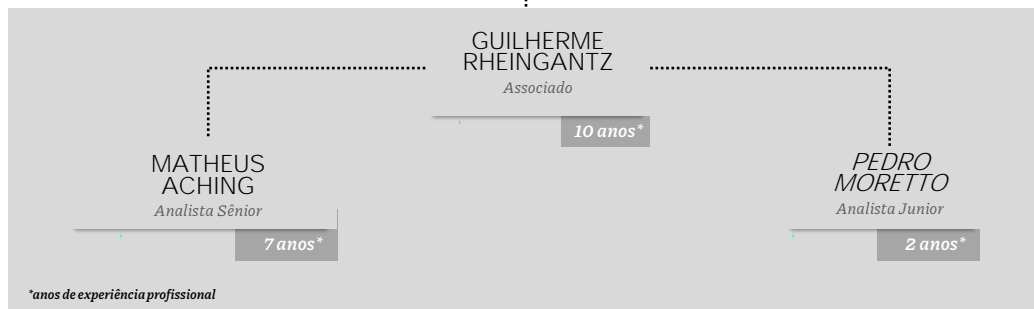 GUILHERME
RHEINGANTZ
Associado
10 anos*
MATHEUS
ACHING
Analista Sênior
7 anos*
PEDRO
MORETTO
Analista Junior
2 anos*
*anos de experiência profissional